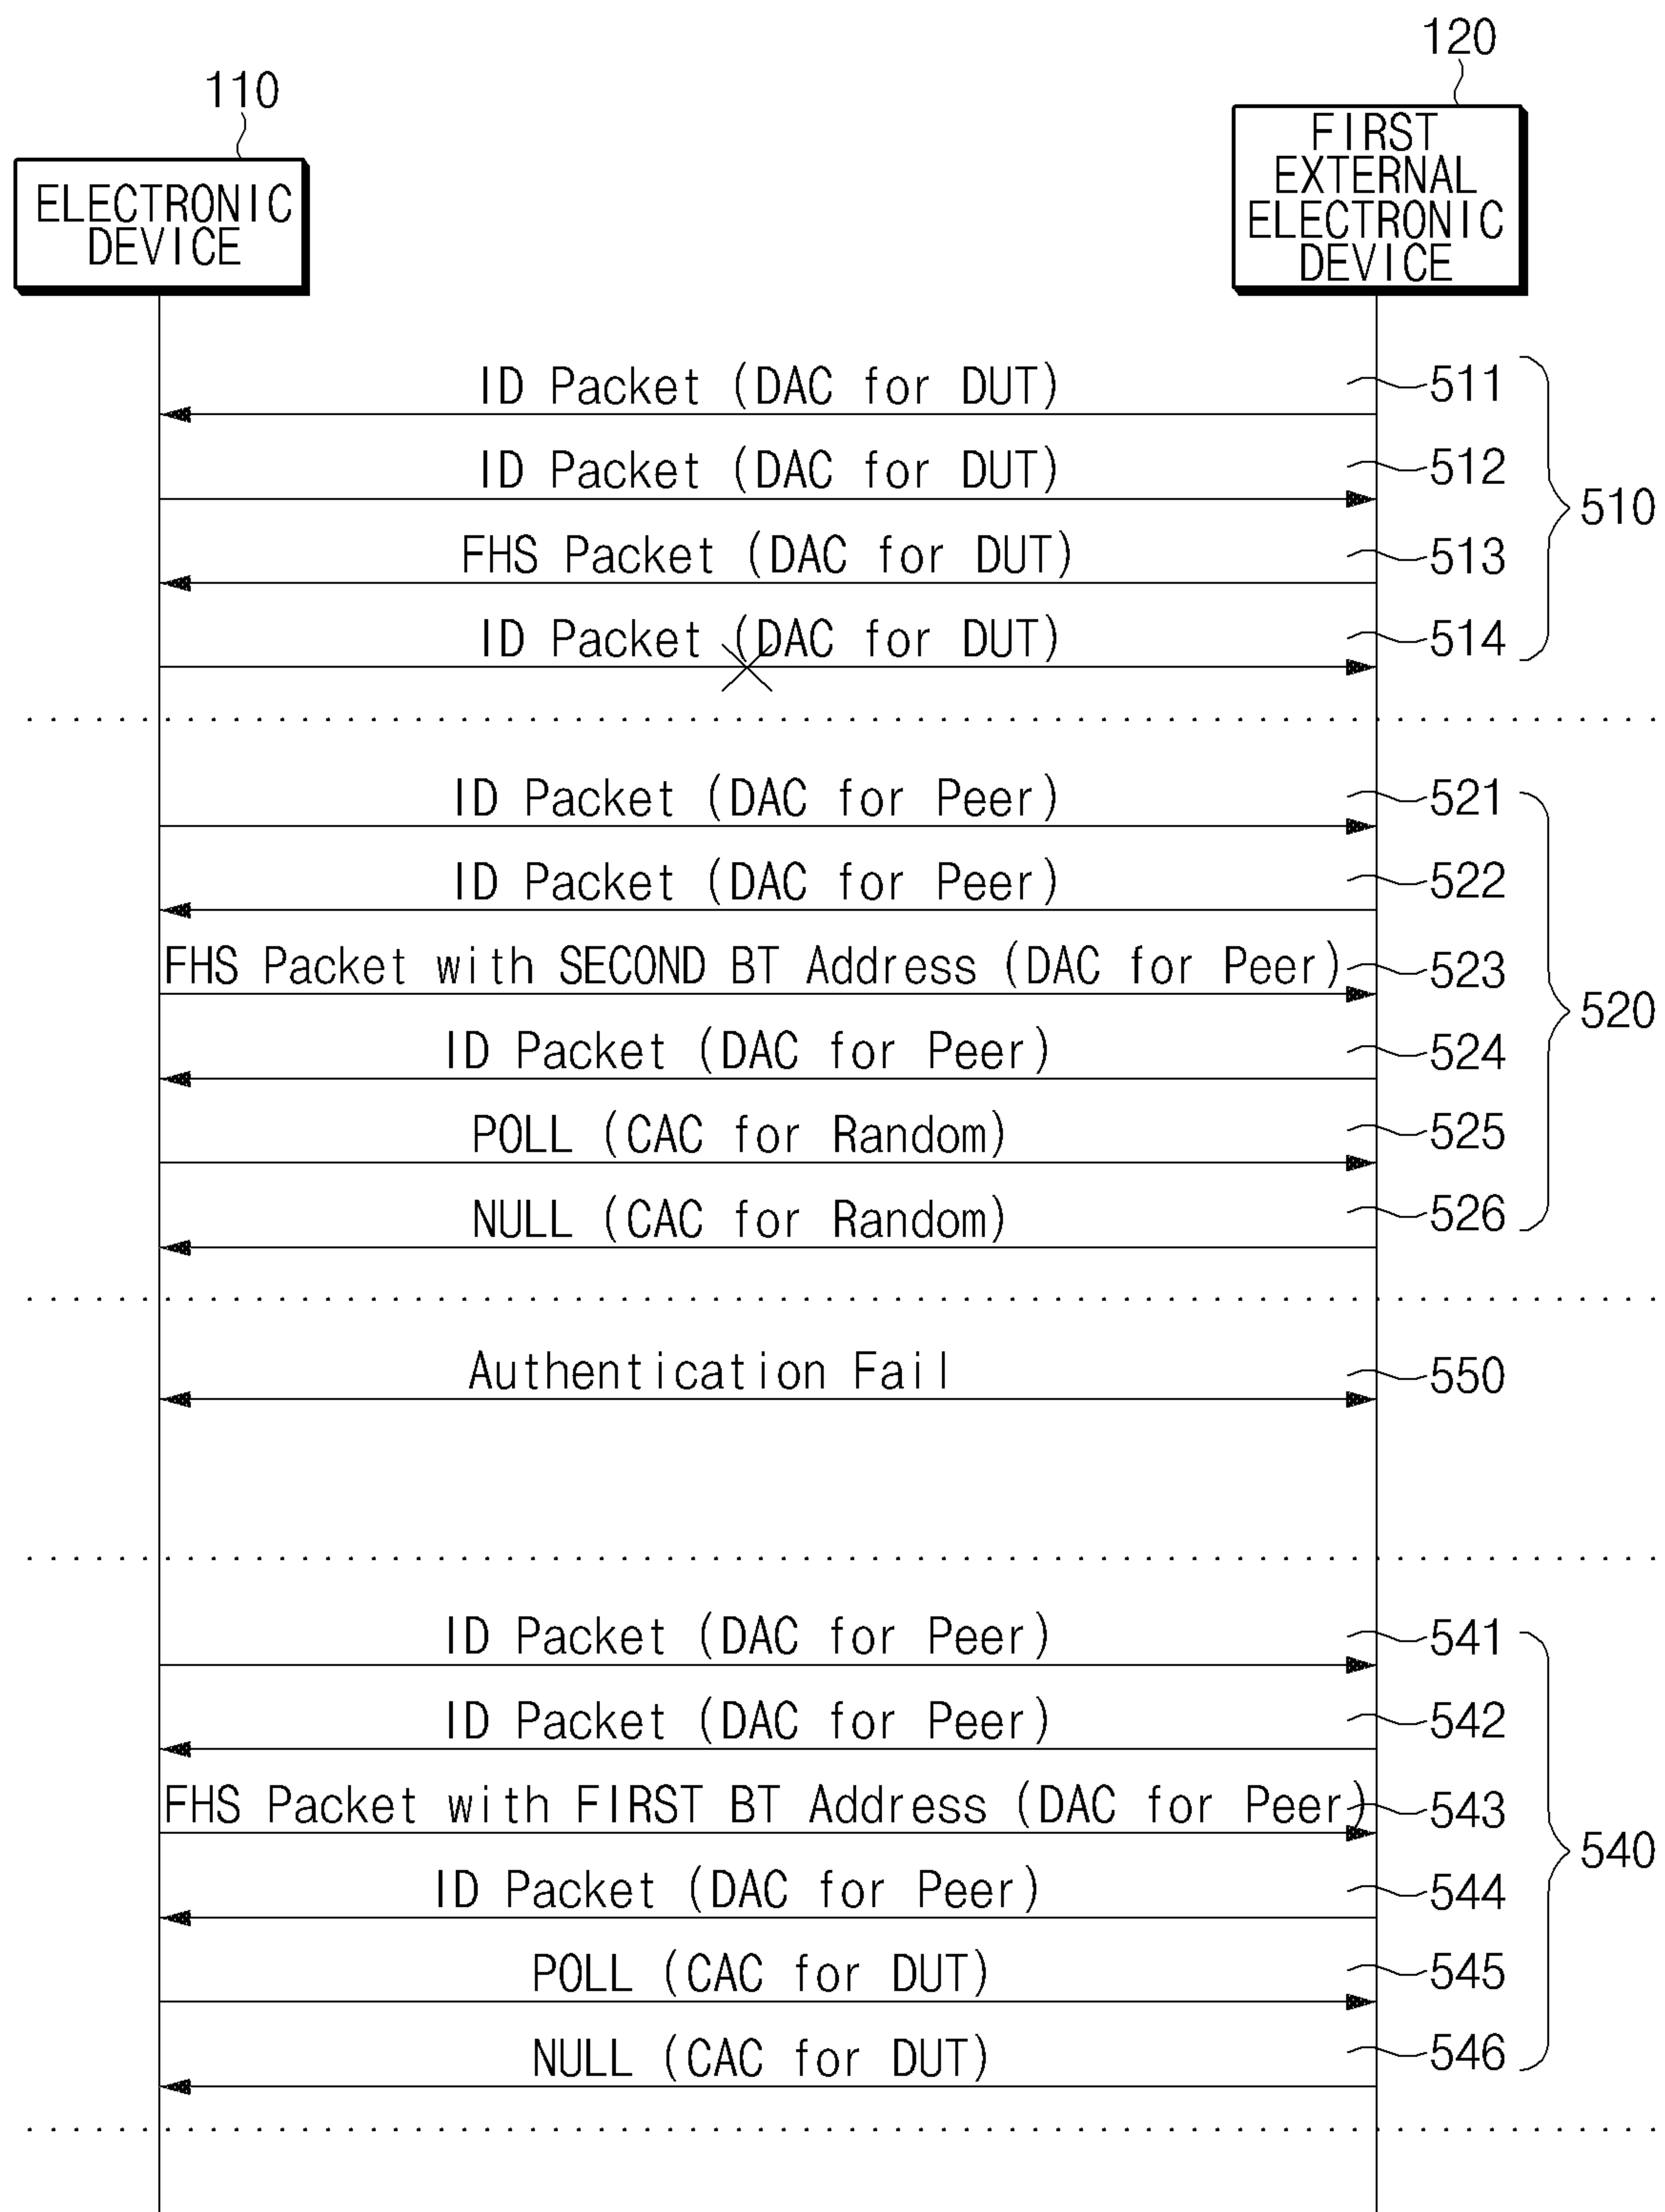 120
110
FIRST
EXTERNAL
ELECTRONIC
DEVICE
ELECTRONIC
DEVICE
ID Packet (DAC for DUT) 511
ID Packet (DAC for DUT) 512
510
FHS Packet (DAC for DUT) 513
ID Packet (DAC for DUT) 514
ID Packet (DAC for Peer) 521
ID Packet (DAC for Peer) 522
FHS Packet with SECOND BT Address (DAC for Peer) 523
520
ID Packet (DAC for Peer) 524
POLL (CAC for Random) 525
NULL (CAC for Random) 526
Authentication Fail 550
ID Packet (DAC for Peer) 541
ID Packet (DAC for Peer) 542
FHS Packet with FIRST BT Address (DAC for Peer) 543
540
ID Packet (DAC for Peer) 544
POLL (CAC for DUT) 545
NULL (CAC for DUT) 546